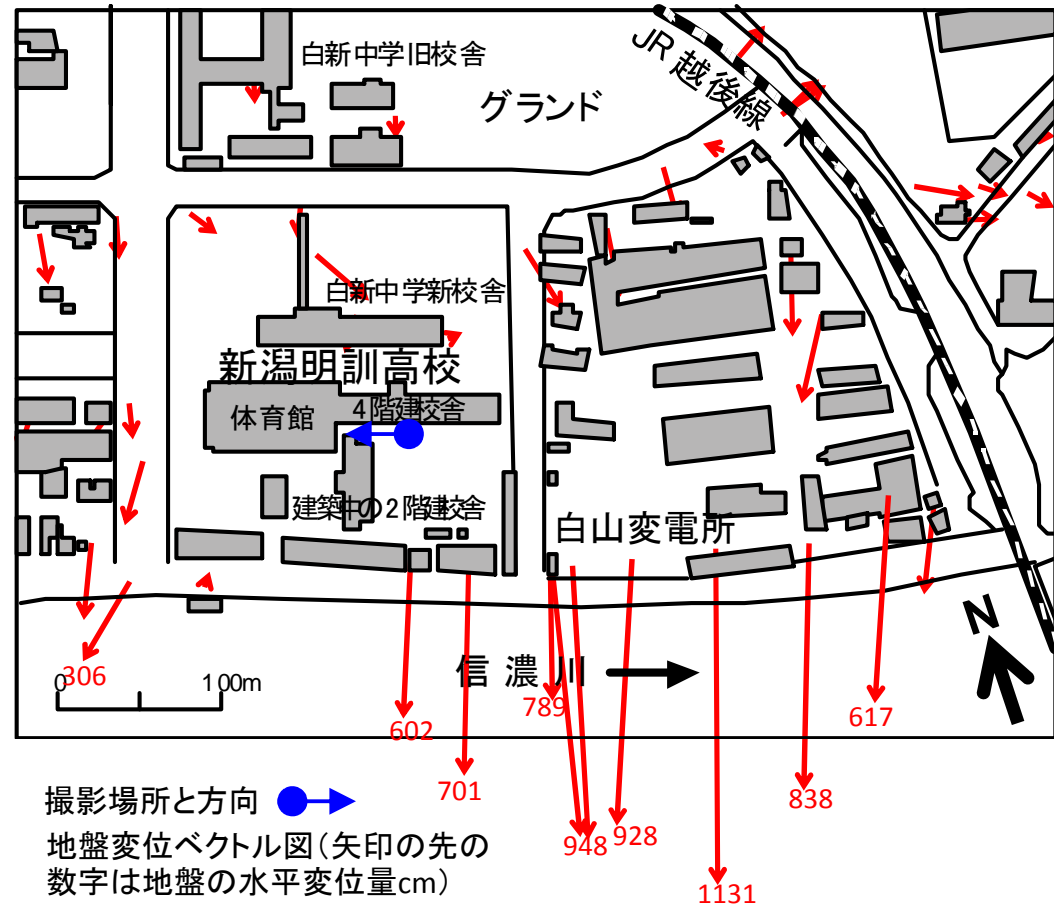 白新中学旧校舎
グランド
JR越後線
白新中学新校舎
新潟明訓高校
体育館
4階建校舎
建築中の2階建校舎
白山変電所
信濃川
N
0 100m
306
602
701
789
948
928
1131
838
617
撮影場所と方向
地盤変位ベクトル図(矢印の先の
数字は地盤の水平変位量cm)